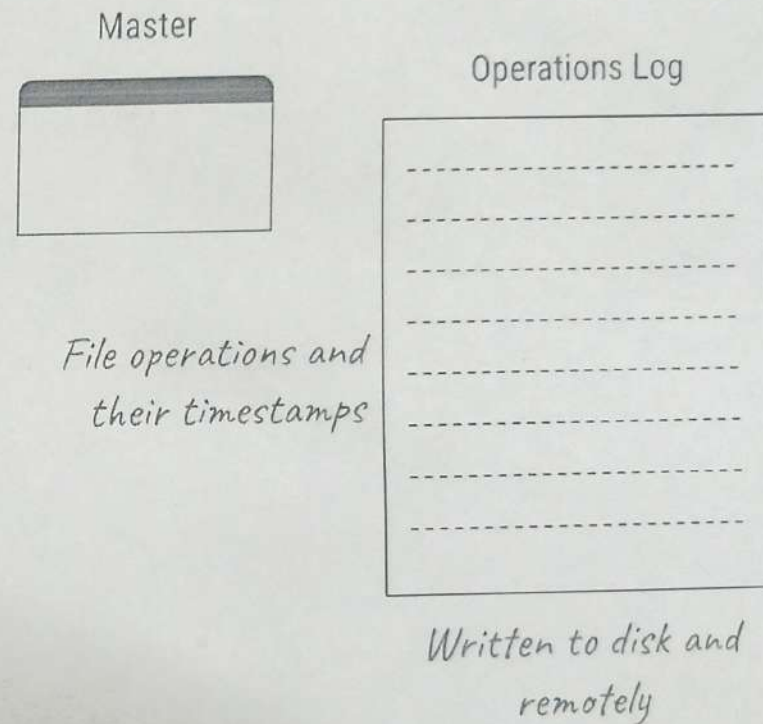 Master
Operations Log
File operations and
their timestamps
Written to disk and
remotely